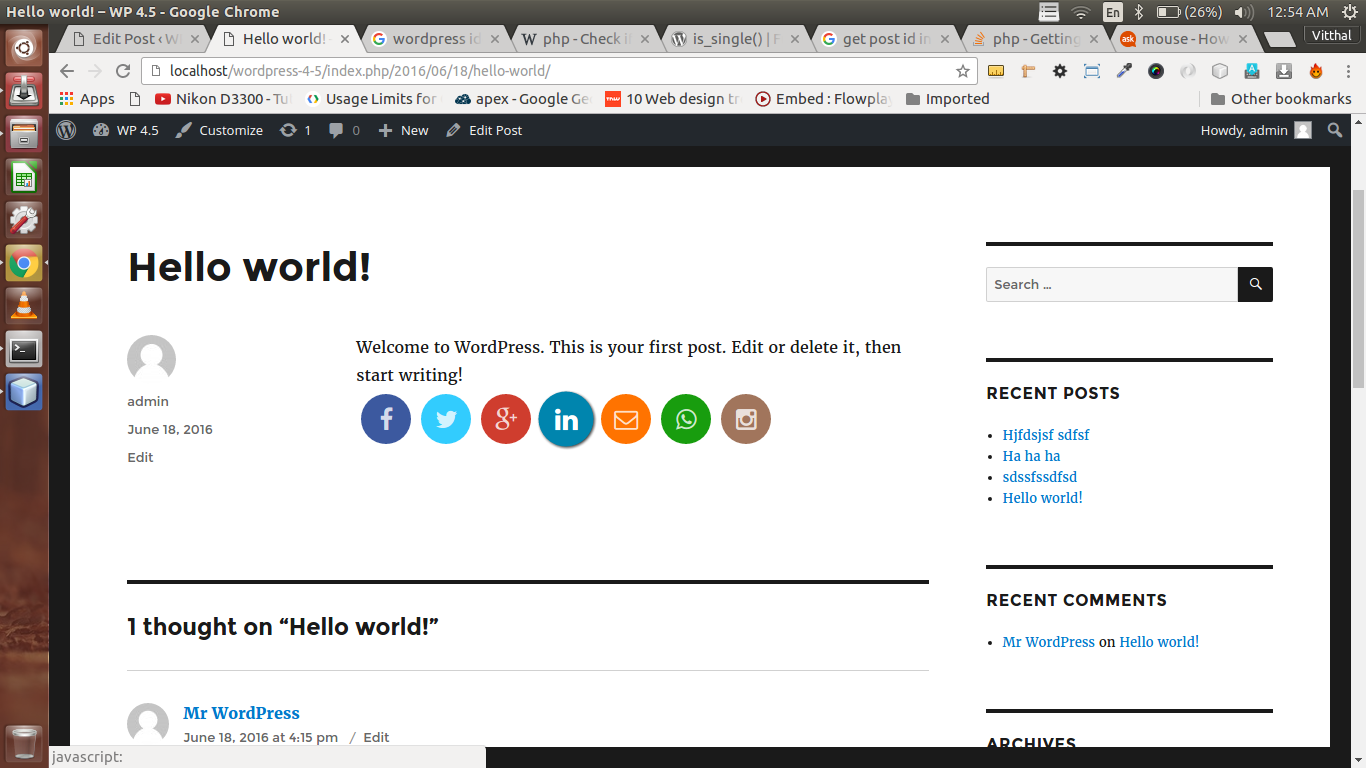 Hello world! – WP 4.5 - Google Chrome
En (26%) 12:54 AM
Edit Post ‹ W
Hello world! -
wordpress id
php - Check i
is_single() | F
get post id in
php - Getting
mouse - How
Vitthal
localhost/wordpress-4-5/index.php/2016/06/18/hello-world/
Apps
Nikon D3300 - Tu
Usage Limits for
apex - Google Ge
10 Web design tr
Embed : Flowpla
Imported
Other bookmarks
WP 4.5
Customize
1
0
New
Edit Post
Howdy, admin
Hello world!
Search ...
admin
June 18, 2016
Edit
Welcome to WordPress. This is your first post. Edit or delete it, then
start writing!
RECENT POSTS
Hjfdsjsf sdfsf
Ha ha ha
sdssfssdfsd
Hello world!
1 thought on “Hello world!”
RECENT COMMENTS
Mr WordPress on Hello world!
Mr WordPress
June 18, 2016 at 4:15 pm / Edit
ARCHIVES
javascript: